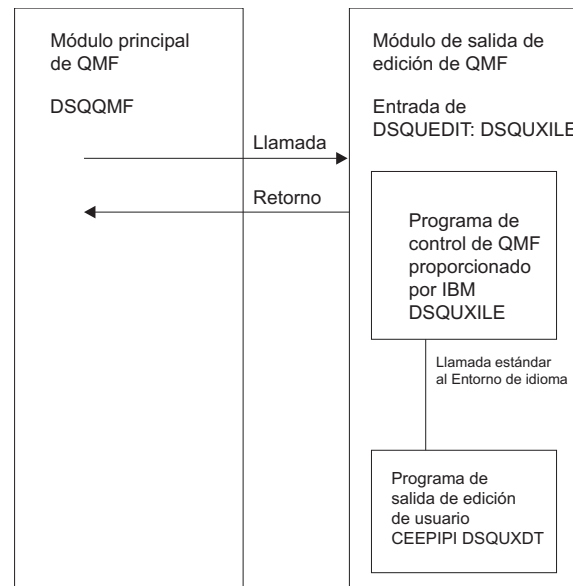 Módulo principal
de QMF
DSQQMF
Llamada
Retorno
Módulo de salida de
edición de QMF
Entrada de
DSQUEDIT: DSQUXILE
Programa de
control de QMF
proporcionado
por IBM
DSQUXILE
Llamada estándar
al Entorno de idioma
Programa de
salida de edición
de usuario
CEEPIPI DSQUXDT